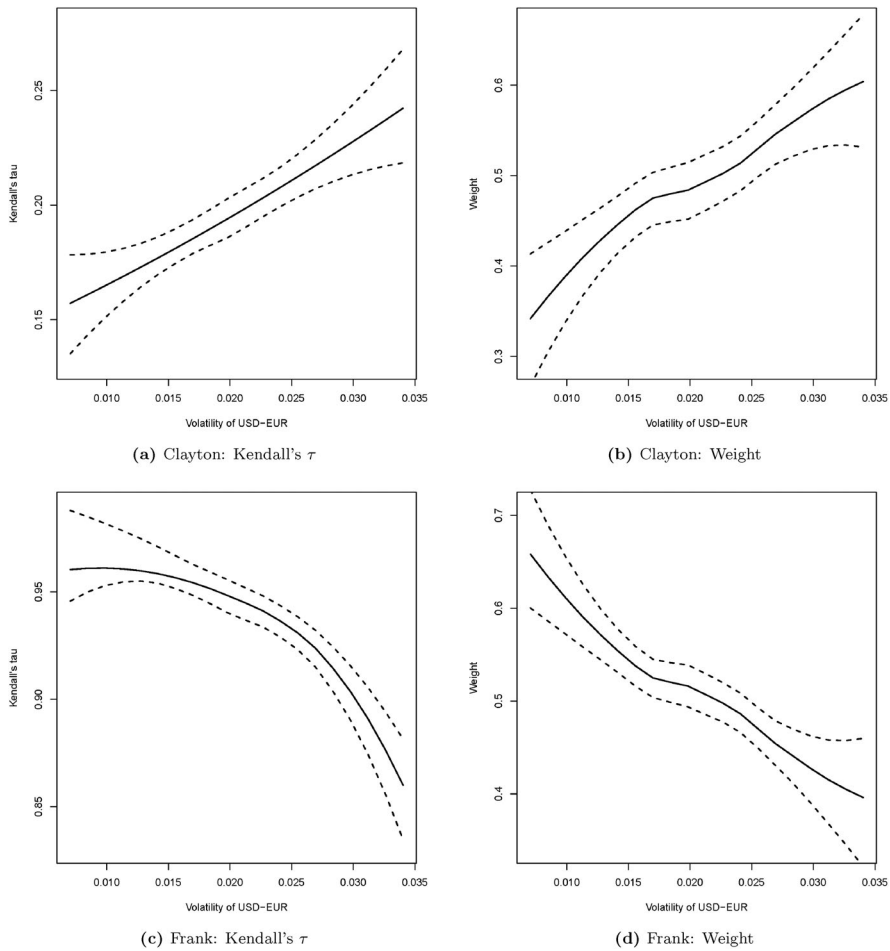 Kendall's tau
0.15 0.20 0.25
0.010 0.015 0.020 0.025 0.030 0.035
Volatility of USD−EUR
(a) Clayton: Kendall's τ
Weight
0.3 0.4 0.5 0.6
0.010 0.015 0.020 0.025 0.030 0.035
Volatility of USD−EUR
(b) Clayton: Weight
Kendall's tau
0.85 0.90 0.95
0.010 0.015 0.020 0.025 0.030 0.035
Volatility of USD−EUR
(c) Frank: Kendall's τ
Weight
0.4 0.5 0.6 0.7
0.010 0.015 0.020 0.025 0.030 0.035
Volatility of USD−EUR
(d) Frank: Weight